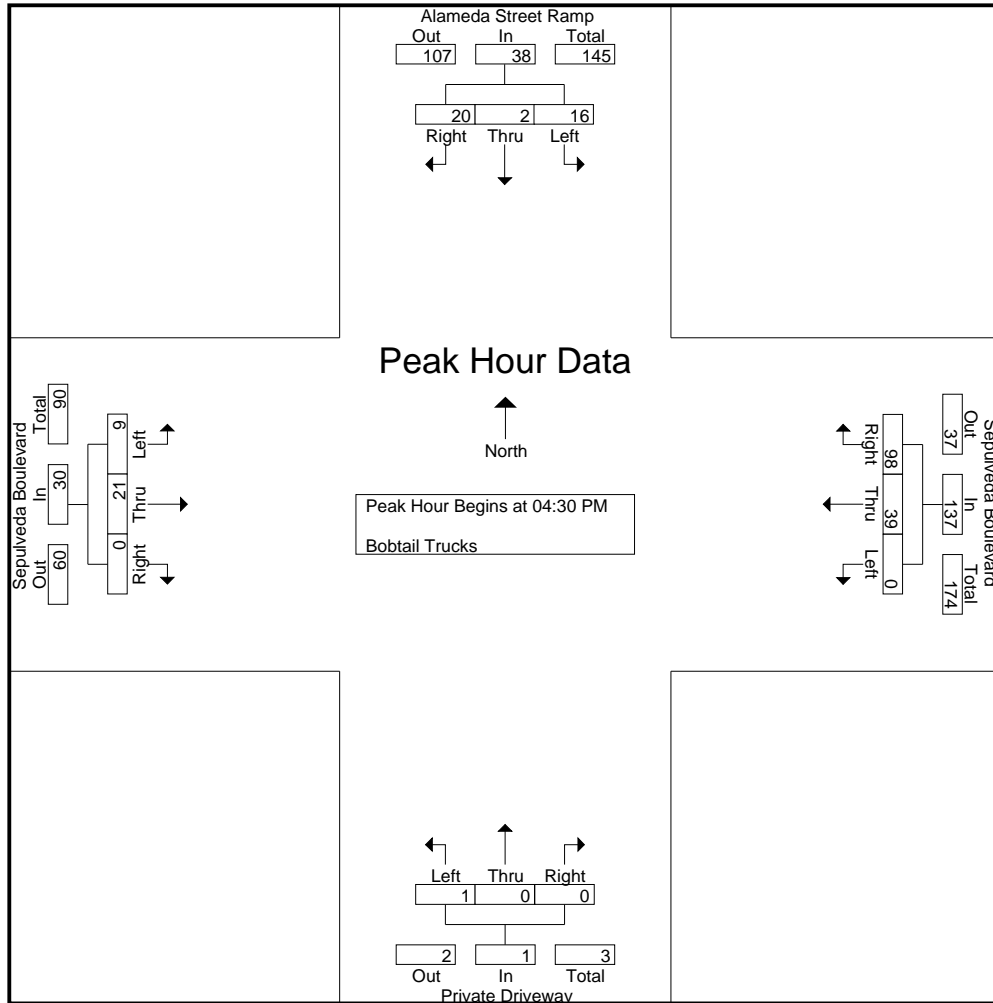 Alameda Street Ramp
Out In Total
107 38 145
20 2 16
Right Thru Left
Peak Hour Data
North
Peak Hour Begins at 04:30 PM
Bobtail Trucks
Sepulveda Boulevard
Total In Out
90 30 60
9 21 0
Left Thru Right
Sepulveda Boulevard
Out In Total
37 137 174
98 39 0
Right Thru Left
Left Thru Right
1 0 0
2 1 3
Out In Total
Private Driveway